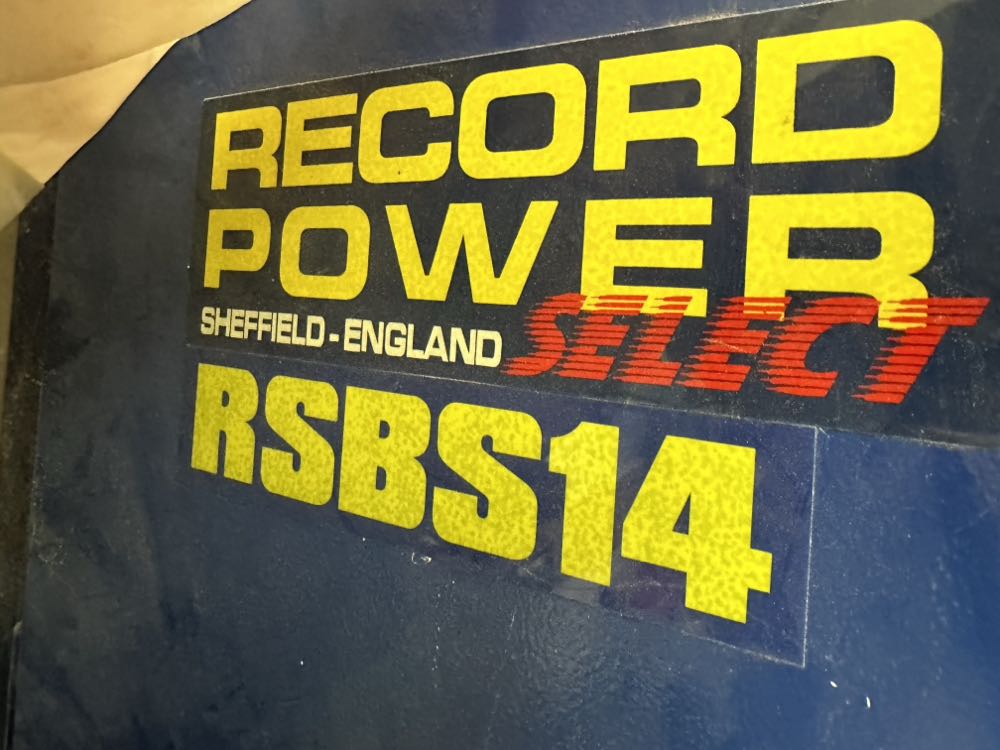 RECORD
POWER
SELECT
SHEFFIELD - ENGLAND
RSBS14